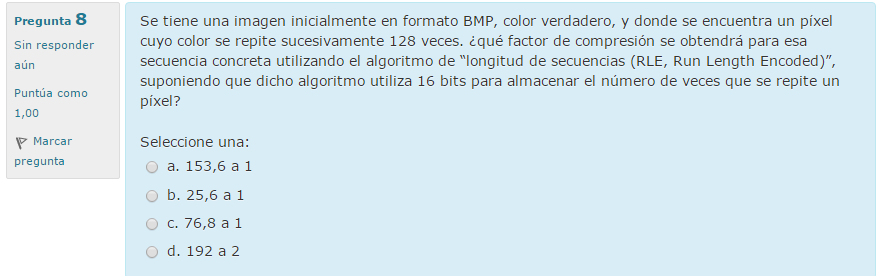 Pregunta 8
Sin responder
aún
Puntúa como
1,00
Marcar
pregunta
Se tiene una imagen inicialmente en formato BMP, color verdadero, y donde se encuentra un píxel
cuyo color se repite sucesivamente 128 veces. ¿qué factor de compresión se obtendrá para esa
secuencia concreta utilizando el algoritmo de “longitud de secuencias (RLE, Run Length Encoded)”,
suponiendo que dicho algoritmo utiliza 16 bits para almacenar el número de veces que se repite un
píxel?
Seleccione una:
a. 153,6 a 1
b. 25,6 a 1
c. 76,8 a 1
d. 192 a 2